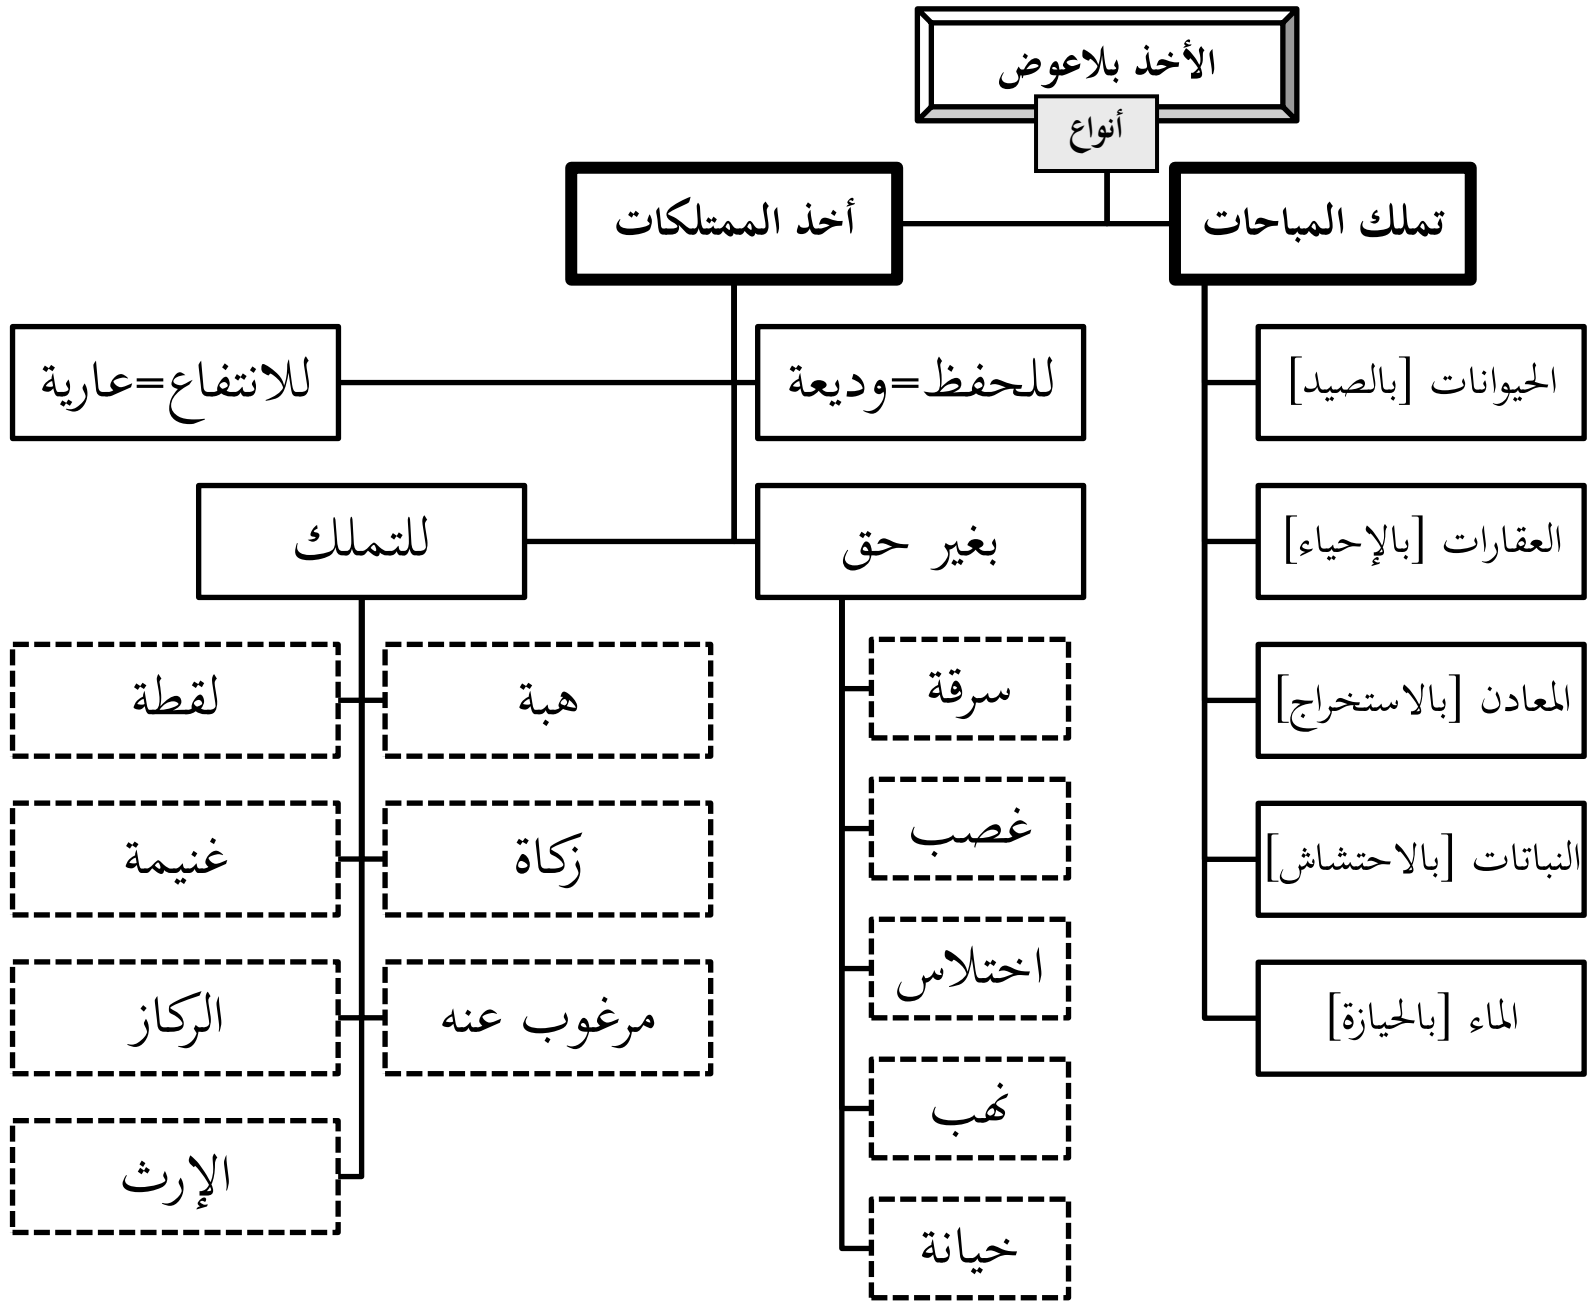 الأخذ بلاعوض
أنواع
تملك المباحات
أخذ الممتلكات
الحيوانات [بالصيد]
للحفظ=وديعة
للانتفاع=عارية
العقارات [بالإحياء]
بغير حق
للتملك
المعادن [بالاستخراج]
سرقة
هبة
لقطة
النباتات [بالاحتشاش]
غصب
زكاة
غنيمة
الماء [بالحيازة]
اختلاس
مرغوب عنه
الركاز
نهب
الإرث
خيانة